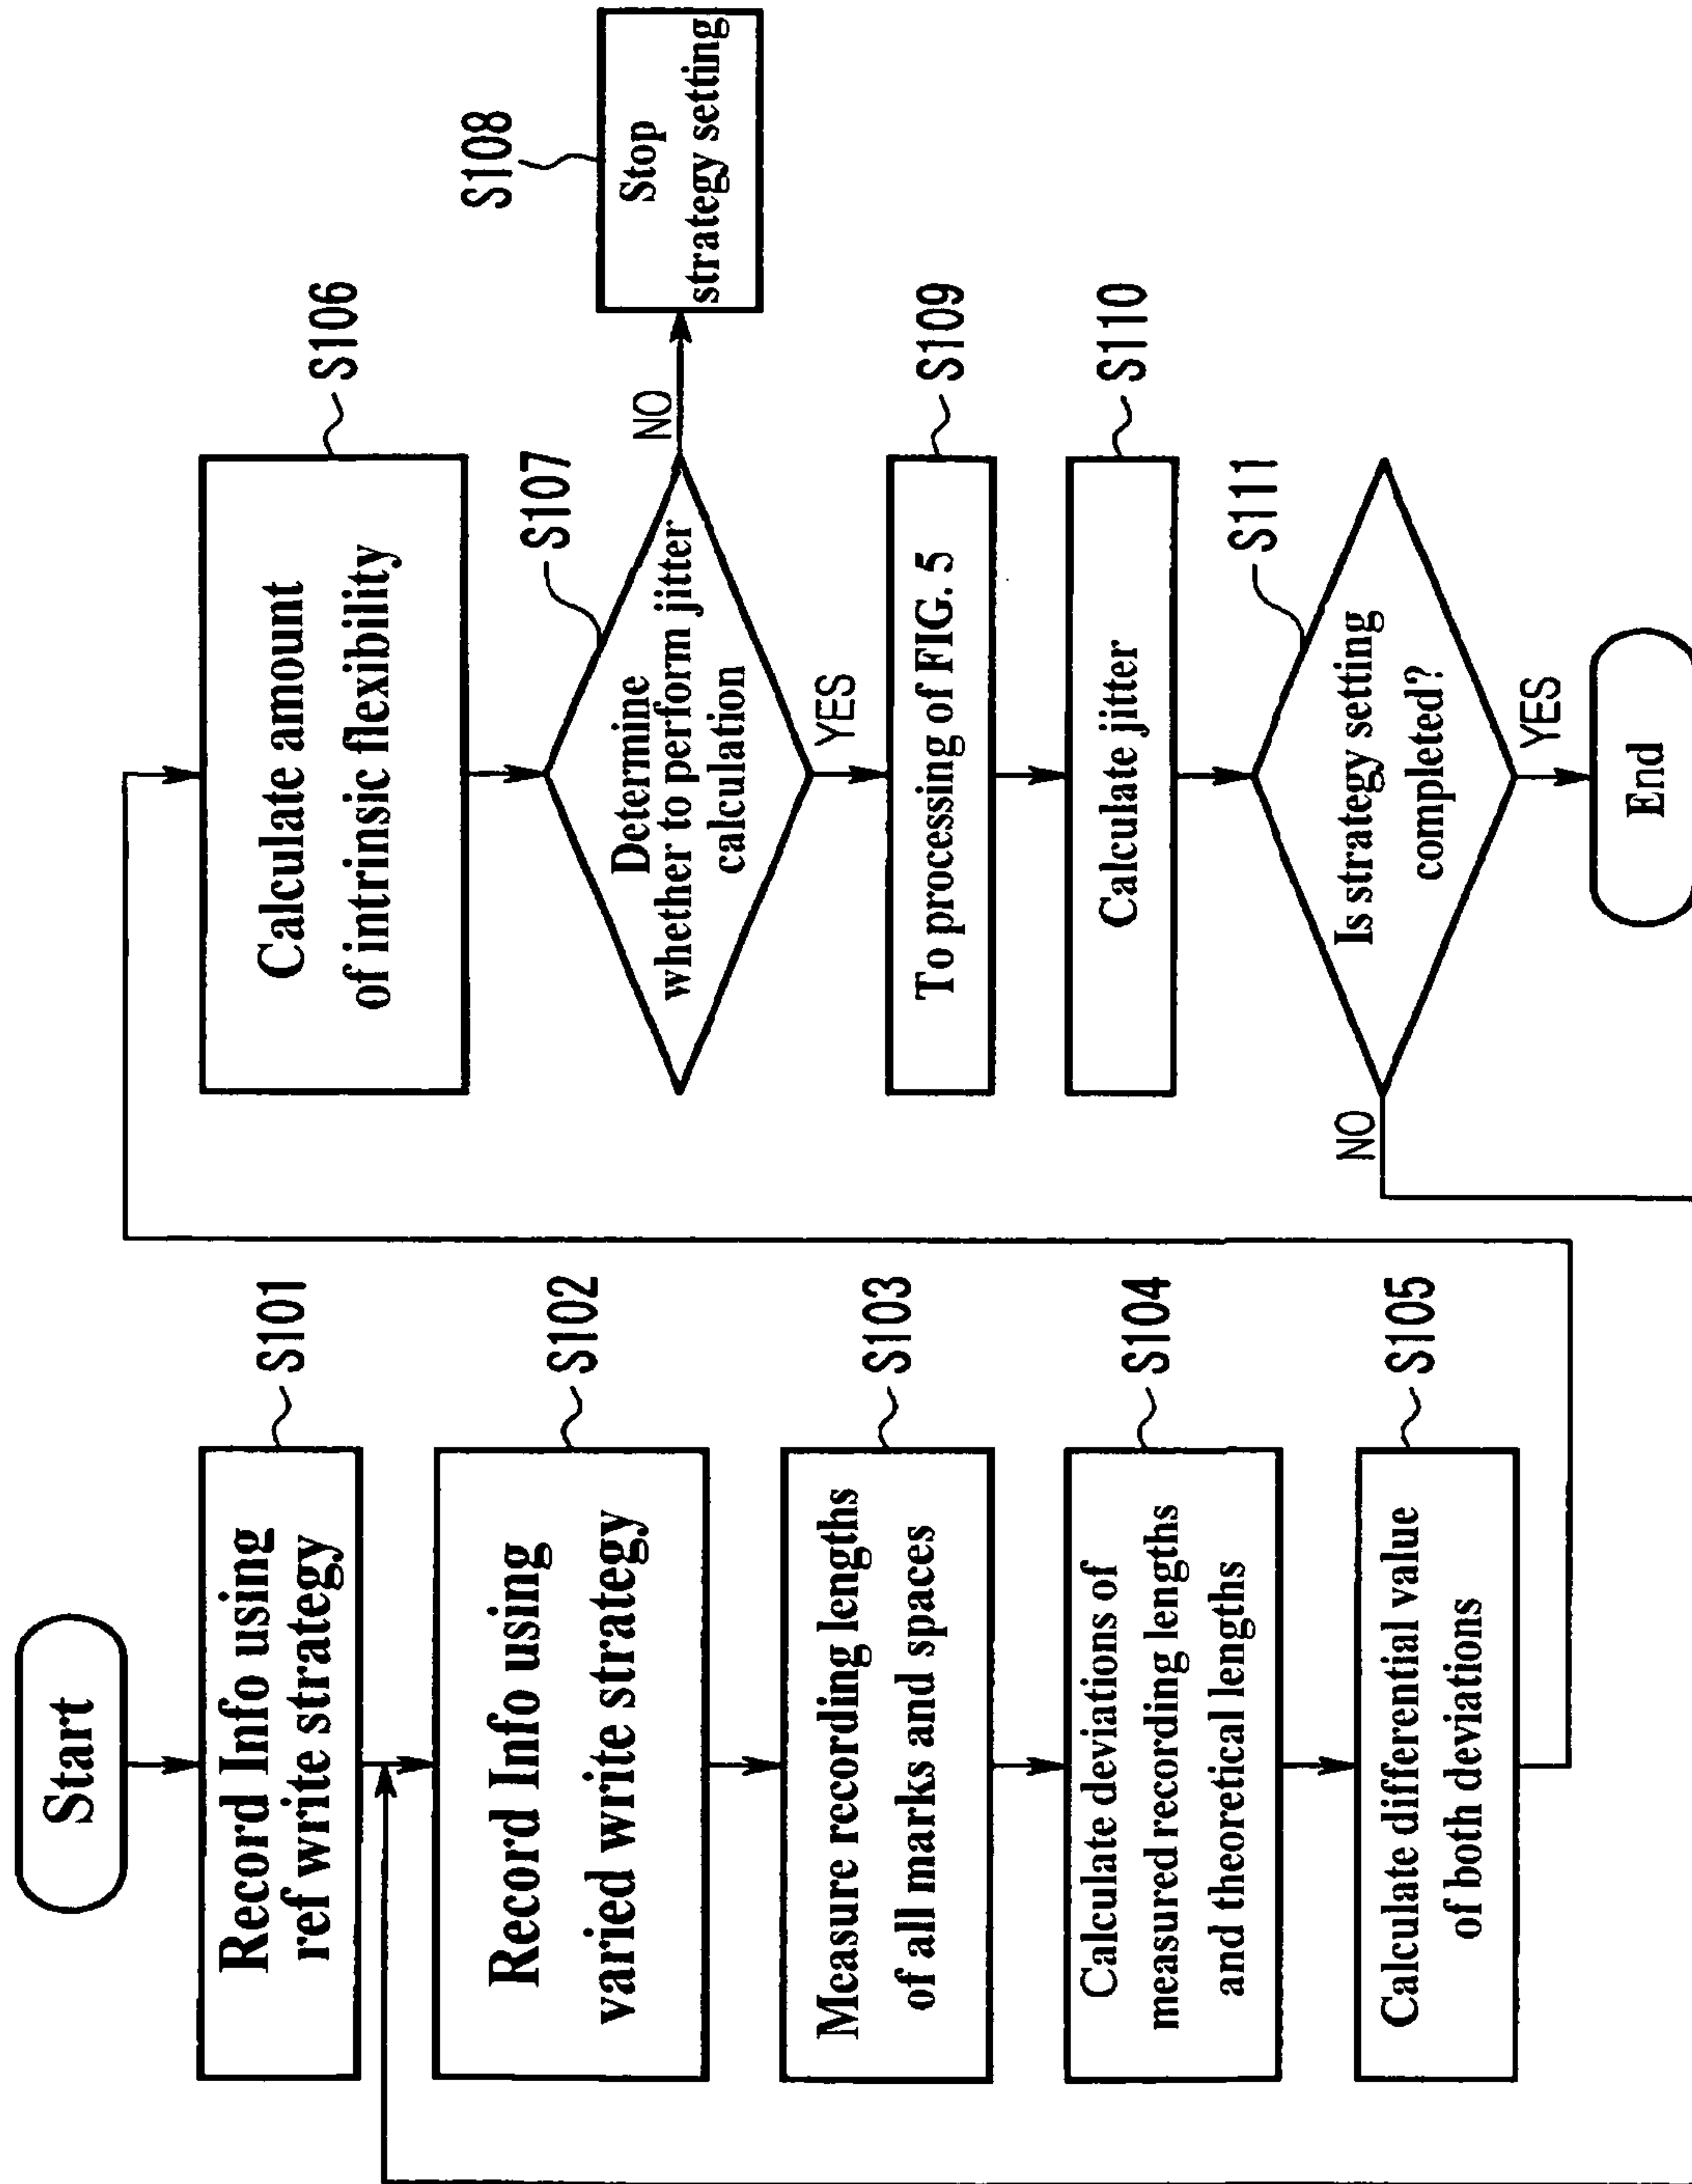 Start
Record Info using
ref write strategy
S101
Record Info using
varied write strategy
S102
Measure recording lengths
of all marks and spaces
S103
Calculate deviations of
measured recording lengths
and theoretical lengths
S104
Calculate differential value
of both deviations
S105
Calculate amount
of intrinsic flexibility
S106
Determine
whether to perform jitter
calculation
S107
NO
Stop
strategy setting
S108
YES
To processing of FIG. 5
S109
Calculate jitter
S110
Is strategy setting
completed?
S111
NO
YES
End